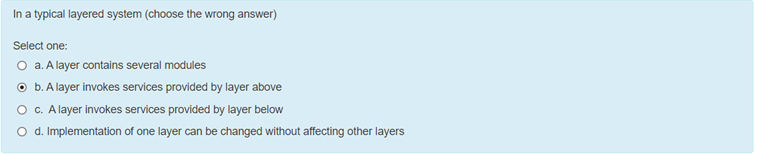 In a typical layered system (choose the wrong answer)
Select one:
a. A layer contains several modules
b. A layer invokes services provided by layer above
c. A layer invokes services provided by layer below
d. Implementation of one layer can be changed without affecting other layers